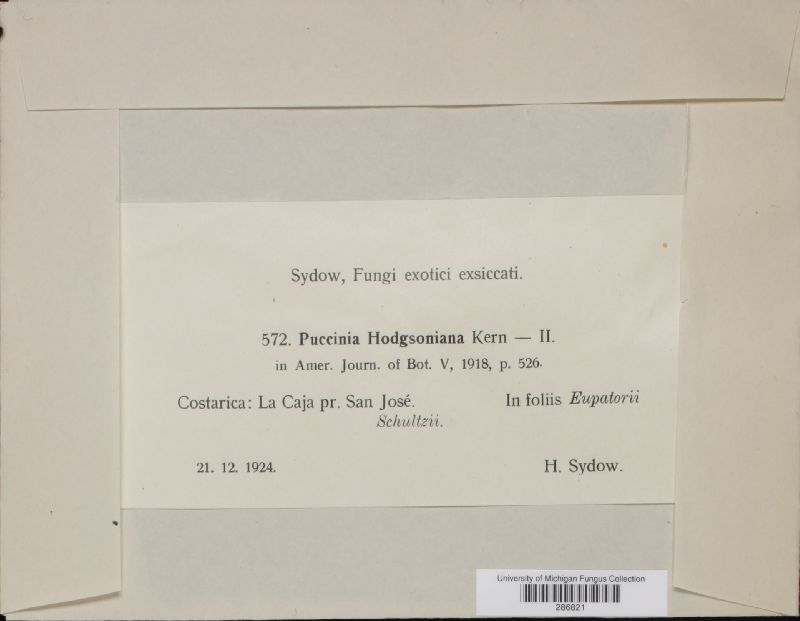 Sydow, Fungi exotici exsiccati.
572. Puccinia Hodgsoniana Kern — II.
in Amer. Journ. of Bot. V, 1918, p. 526.
Costarica: La Caja pr. San José. In foliis Eupatorii
Schultzii.
21. 12. 1924. H. Sydow.
University of Michigan Fungus Collection
286821